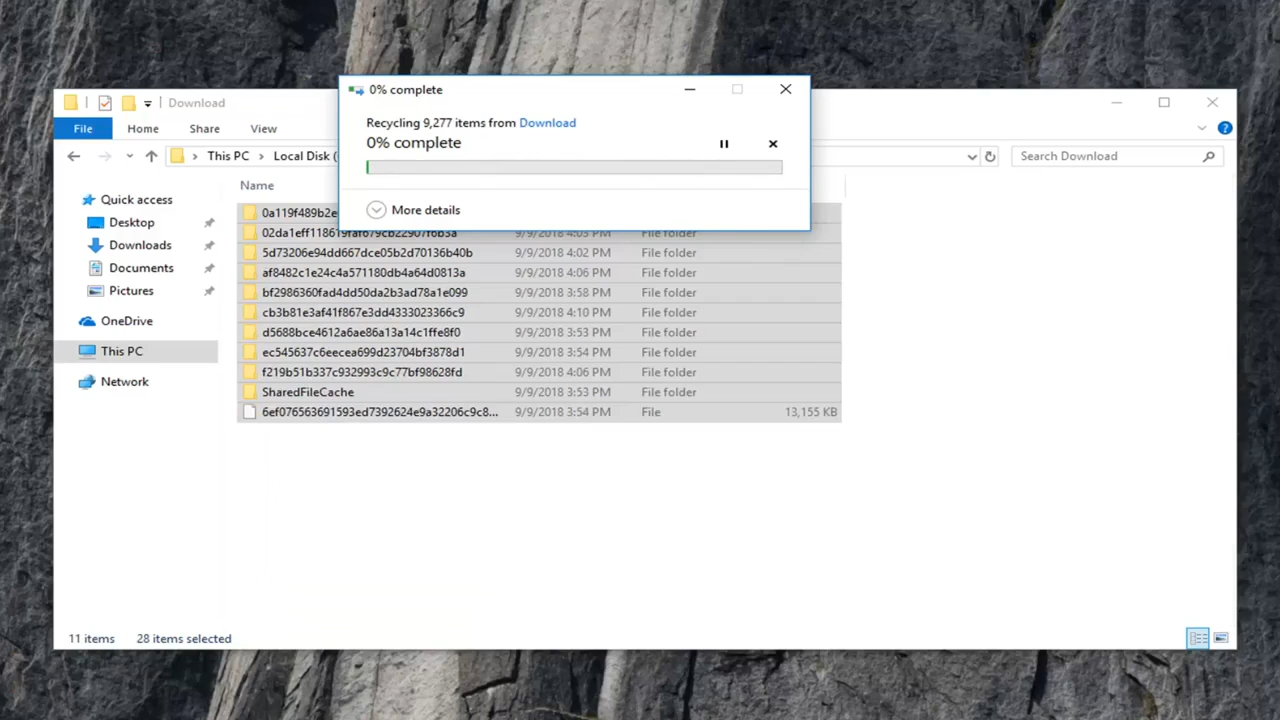 0% complete
Recycling 9,277 items from Download
0% complete
More details
Download
File Home Share View
This PC Local Disk (
Search Download
Quick access
Desktop
Downloads
Documents
Pictures
OneDrive
This PC
Network
Name
0a119f489b2e
9/9/2018 4:03 PM File folder
5d73206e94dd667dce05b2d70136b40b 9/9/2018 4:02 PM File folder
af8482c1e24c4a571180db4a64d0813a 9/9/2018 4:06 PM File folder
bf2986360fad4dd50da2b3ad78a1e099 9/9/2018 3:58 PM File folder
cb3b81e3af41f867e3dd4333023366c9 9/9/2018 4:10 PM File folder
d5688bce4612a6ae86a13a14c1ffe8f0 9/9/2018 3:53 PM File folder
ec545637c6eecea699d23704bf3878d1 9/9/2018 3:54 PM File folder
f219b51b337c932993c9c77bf98628fd 9/9/2018 4:06 PM File folder
SharedFileCache 9/9/2018 3:53 PM File folder
6ef076563691593ed7392624e9a32206c9c8... 9/9/2018 3:54 PM File 13,155 KB
11 items 28 items selected